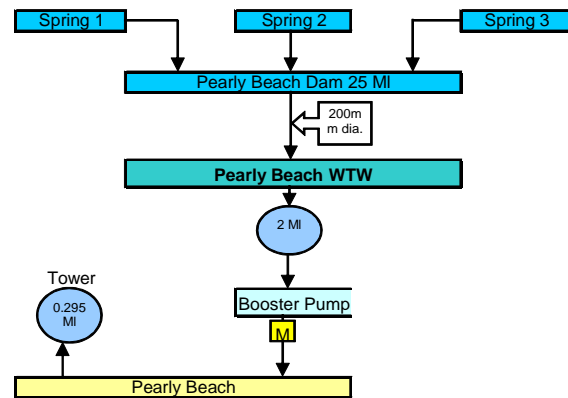 Spring 1
Spring 2
Spring 3
Pearly Beach Dam 25 Ml
200m
m dia.
Pearly Beach WTW
2 Ml
Tower
0.295
Ml
Booster Pump
M
Pearly Beach